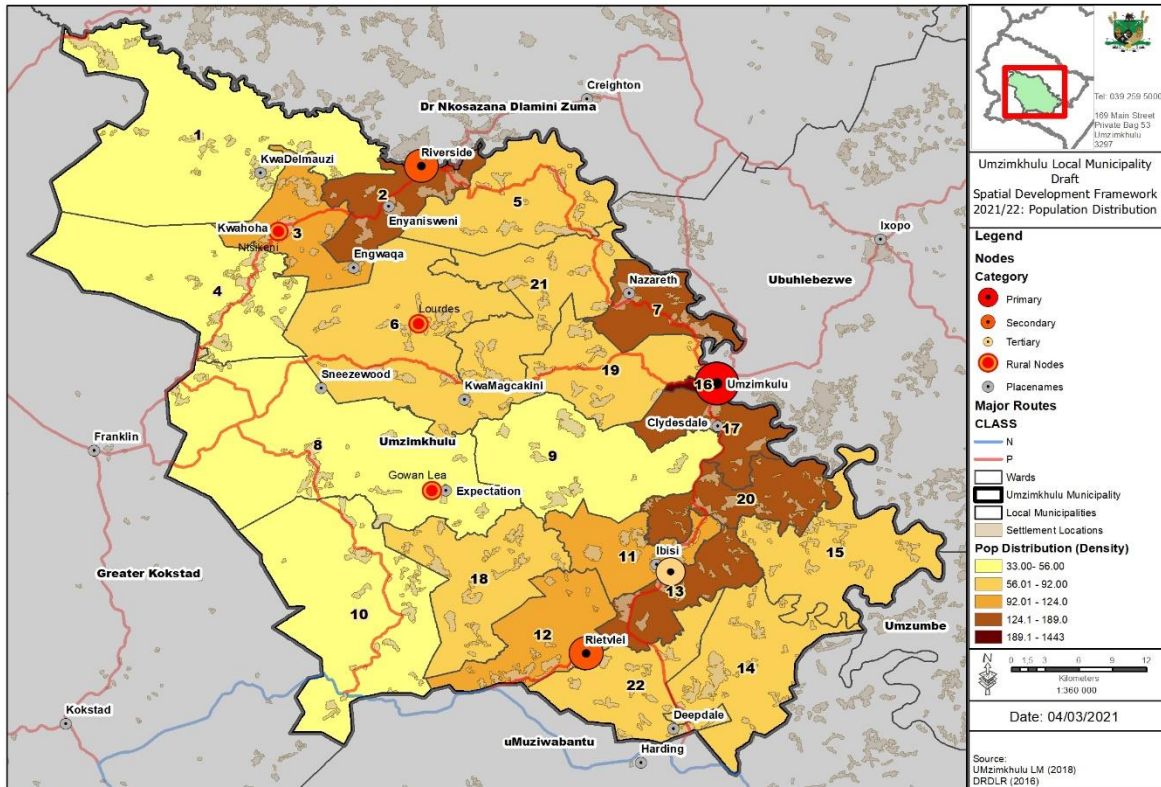 Creighton
Dr Nkosazana Dlamini Zuma
1
Riverside
KwaDelmauzi
2
5
Enyanisweni
Kwahoha
3
Ntsikeni
Engwaqa
Ixopo
Ubuhlebezwe
4
21
Nazareth
7
6
Lourdes
19
Sneezewood
KwaMagcakini
16
Umzimkulu
Clydesdale
17
Franklin
8
Umzimkhulu
9
Gowan Lea
Expectation
20
11
Ibisi
15
Greater Kokstad
18
13
10
Umzumbe
12
Rietvlei
14
22
Kokstad
Deepdale
uMuziwabantu
Harding
Tel: 039 259 5000
169 Main Street
Private Bag 53
Umzimkhulu
3297
Umzimkhulu Local Municipality
Draft
Spatial Development Framework
2021/22: Population Distribution
Legend
Nodes
Category
Primary
Secondary
Tertiary
Rural Nodes
Placenames
Major Routes
CLASS
N
P
Wards
Umzimkhulu Municipality
Local Municipalities
Settlement Locations
Pop Distribution (Density)
33.00- 56.00
56.01 - 92.00
92.01 - 124.0
124.1 - 189.0
189.1 - 1443
N
0 1,5 3 6 9 12
Kilometers
1:360 000
Date: 04/03/2021
Source:
UMzimkhulu LM (2018)
DRDLR (2016)